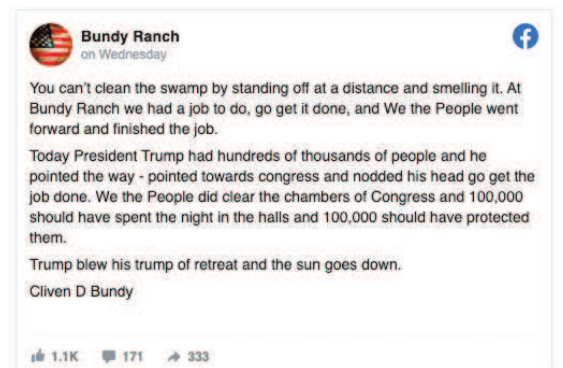 Bundy Ranch
on Wednesday
You can't clean the swamp by standing off at a distance and smelling it. At
Bundy Ranch we had a job to do, go get it done, and We the People went
forward and finished the job.
Today President Trump had hundreds of thousands of people and he
pointed the way - pointed towards congress and nodded his head go get the
job done. We the People did clear the chambers of Congress and 100,000
should have spent the night in the halls and 100,000 should have protected
them.
Trump blew his trump of retreat and the sun goes down.
Cliven D Bundy
1.1K 171 333